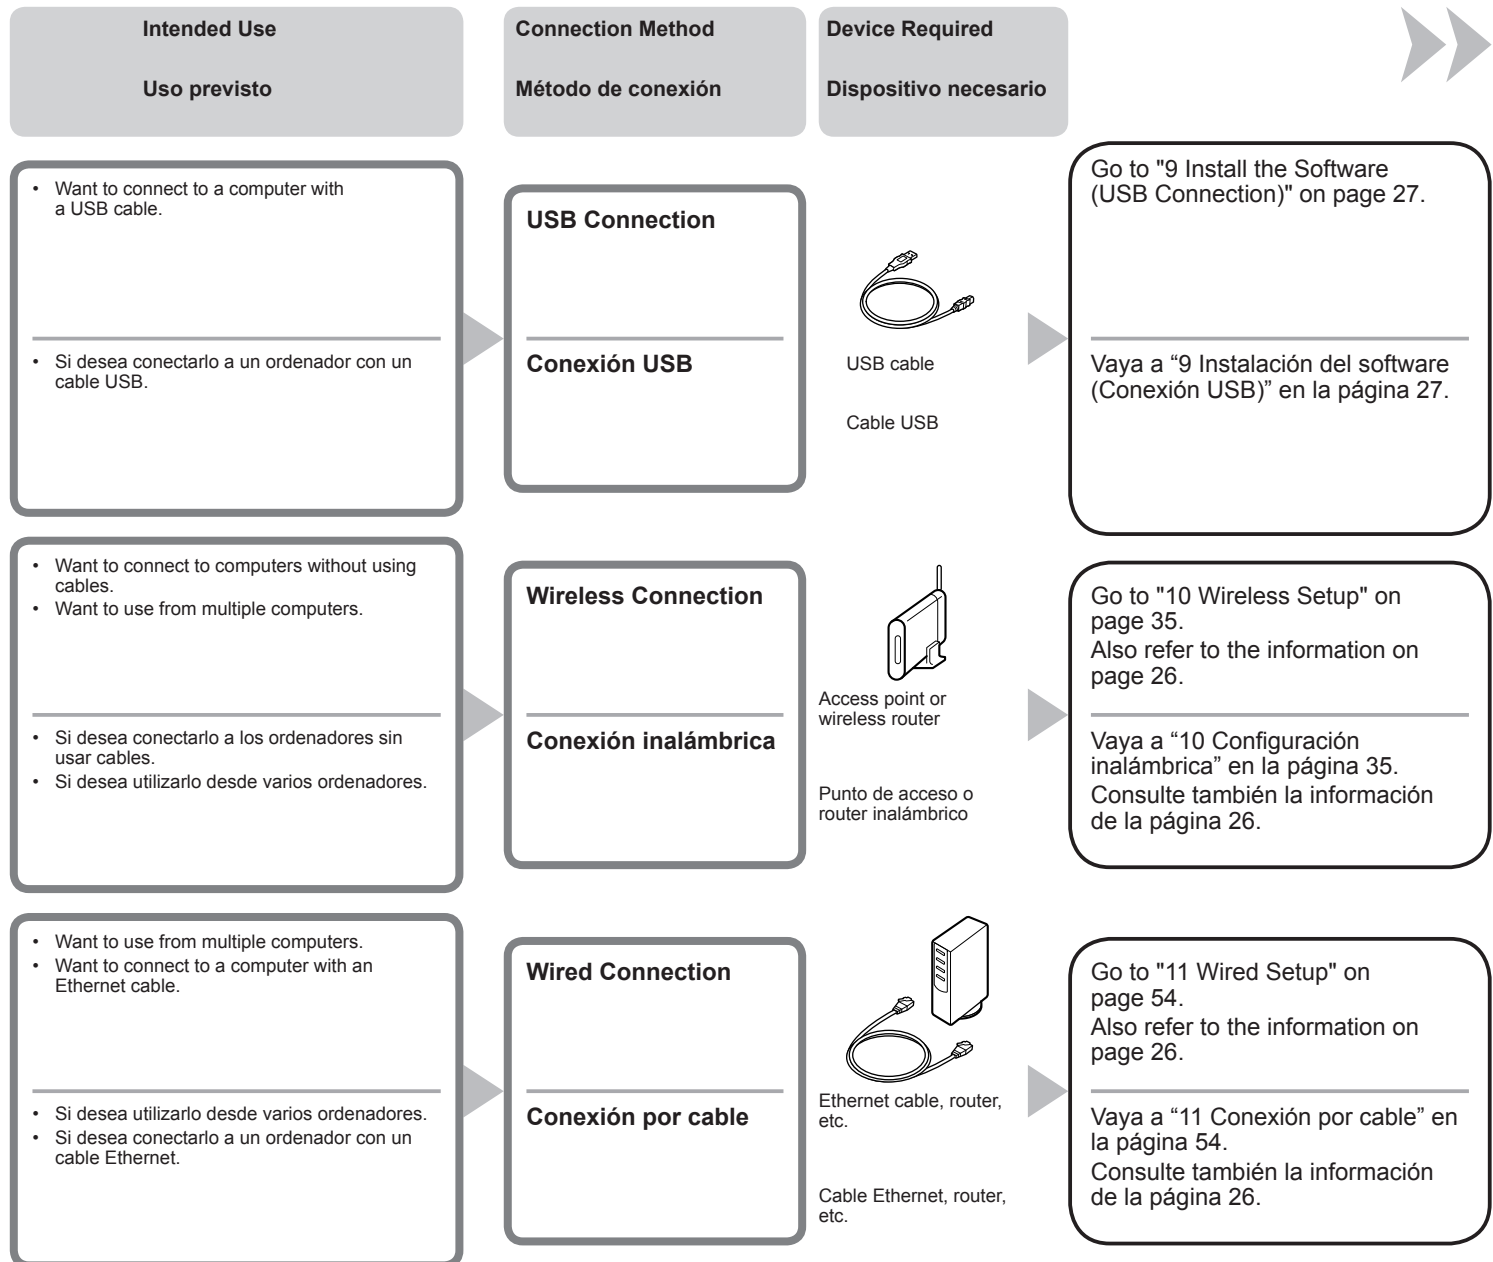 Intended Use
Uso previsto
Connection Method
Método de conexión
Device Required
Dispositivo necesario
• Want to connect to a computer with
a USB cable.
• Si desea conectarlo a un ordenador con un
cable USB.
USB Connection
Conexión USB
USB cable
Cable USB
Go to "9 Install the Software
(USB Connection)" on page 27.
Vaya a “9 Instalación del software
(Conexión USB)” en la página 27.
• Want to connect to computers without using
cables.
• Want to use from multiple computers.
• Si desea conectarlo a los ordenadores sin
usar cables.
• Si desea utilizarlo desde varios ordenadores.
Wireless Connection
Conexión inalámbrica
Access point or
wireless router
Punto de acceso o
router inalámbrico
Go to "10 Wireless Setup" on
page 35.
Also refer to the information on
page 26.
Vaya a “10 Configuración
inalámbrica” en la página 35.
Consulte también la información
de la página 26.
• Want to use from multiple computers.
• Want to connect to a computer with an
Ethernet cable.
• Si desea utilizarlo desde varios ordenadores.
• Si desea conectarlo a un ordenador con un
cable Ethernet.
Wired Connection
Conexión por cable
Ethernet cable, router,
etc.
Cable Ethernet, router,
etc.
Go to "11 Wired Setup" on
page 54.
Also refer to the information on
page 26.
Vaya a “11 Conexión por cable” en
la página 54.
Consulte también la información
de la página 26.